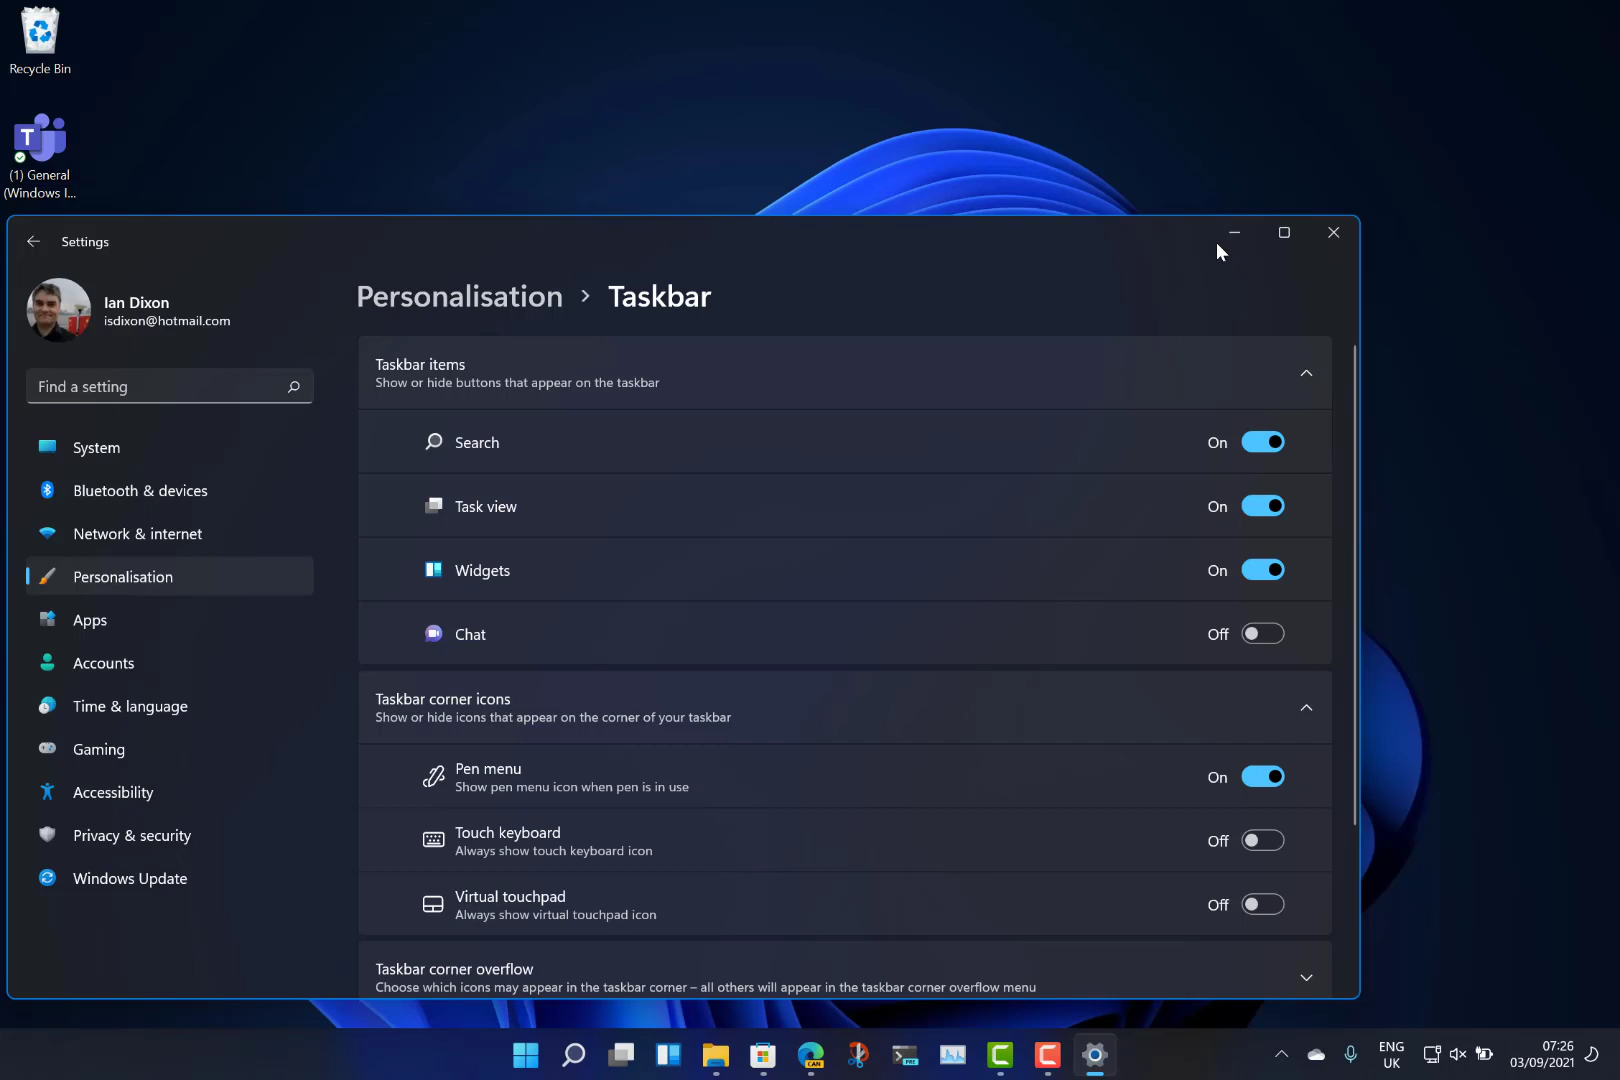 Recycle Bin
T
(1) General
(Windows I...
Settings
Ian Dixon
isdixon@hotmail.com
Find a setting
System
Bluetooth & devices
Network & internet
Personalisation
Apps
Accounts
Time & language
Gaming
Accessibility
Privacy & security
Windows Update
Personalisation > Taskbar
Taskbar items
Show or hide buttons that appear on the taskbar
Search On
Task view On
Widgets On
Chat Off
Taskbar corner icons
Show or hide icons that appear on the corner of your taskbar
Pen menu
Show pen menu icon when pen is in use
On
Touch keyboard
Always show touch keyboard icon
Off
Virtual touchpad
Always show virtual touchpad icon
Off
Taskbar corner overflow
Choose which icons may appear in the taskbar corner – all others will appear in the taskbar corner overflow menu
CAN
PRE
C
C
ENG
UK
07:26
03/09/2021